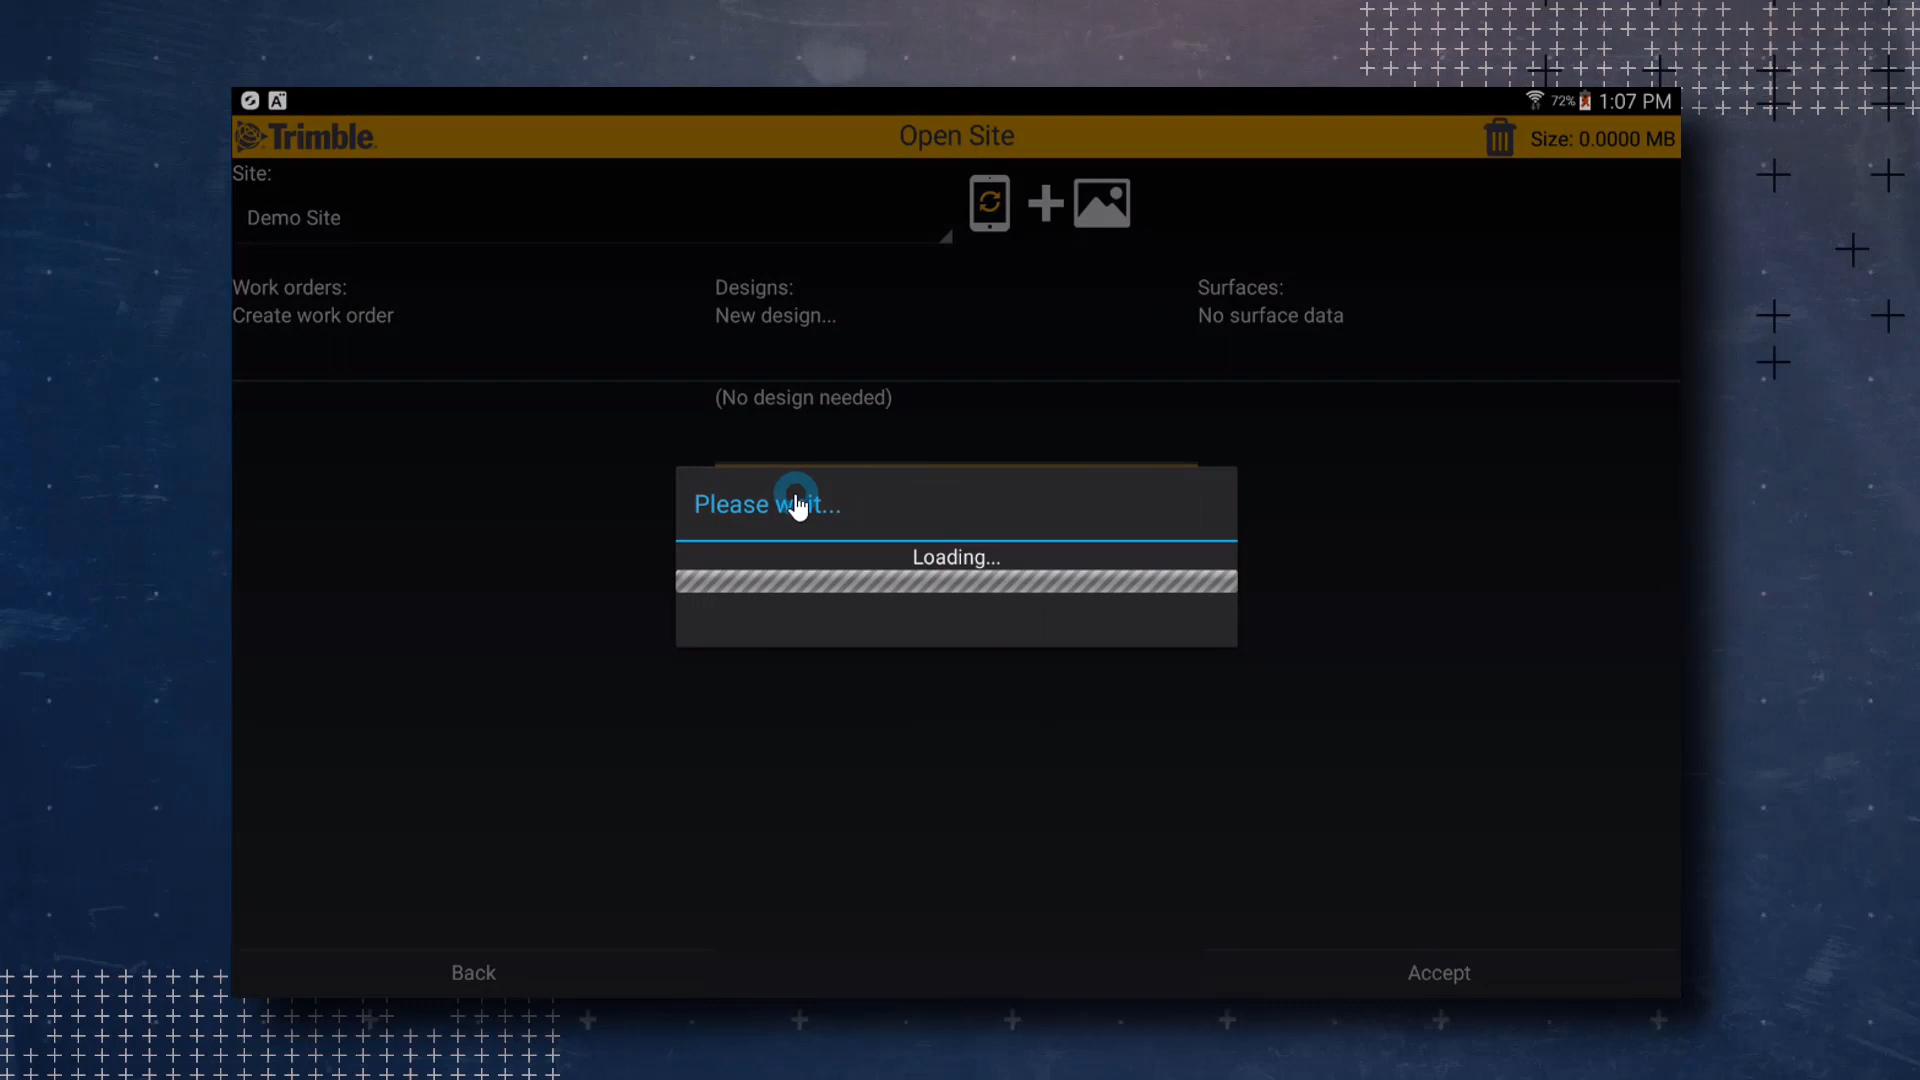 72% 1:07 PM
Trimble
Open Site
Size: 0.0000 MB
Site:
Demo Site
Work orders:
Designs:
Surfaces:
Create work order
New design...
No surface data
(No design needed)
Please wait...
Loading...
Back
Accept